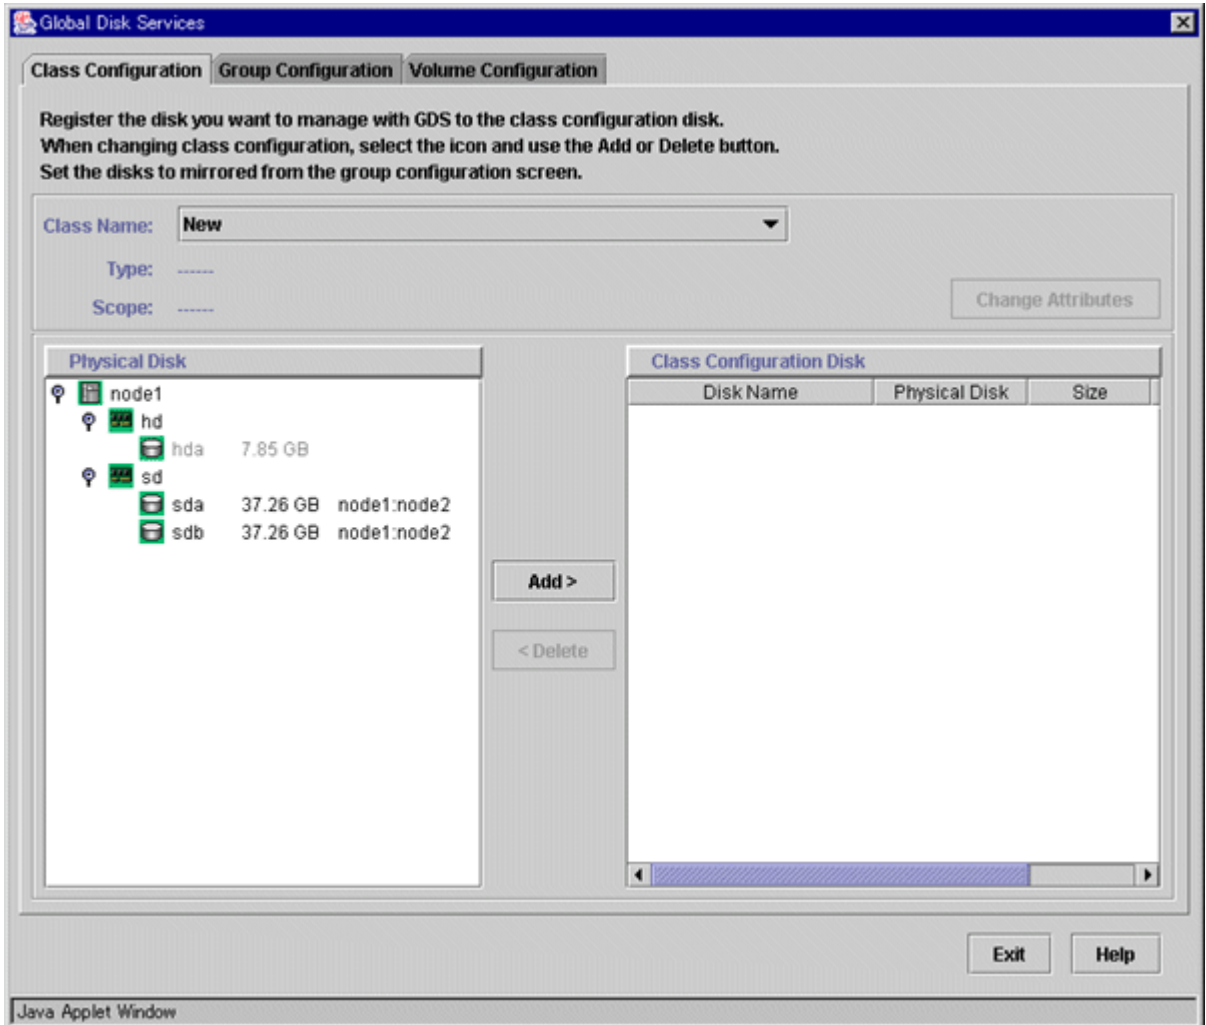 Global Disk Services
Class Configuration Group Configuration Volume Configuration
Register the disk you want to manage with GDS to the class configuration disk.
When changing class configuration, select the icon and use the Add or Delete button.
Set the disks to mirrored from the group configuration screen.
Class Name: New
Type: ------
Scope: ------
Change Attributes
Physical Disk
node1
hd
hda 7.85 GB
sd
sda 37.26 GB node1:node2
sdb 37.26 GB node1:node2
Add >
< Delete
Class Configuration Disk
Disk Name Physical Disk Size
Exit Help
Java Applet Window